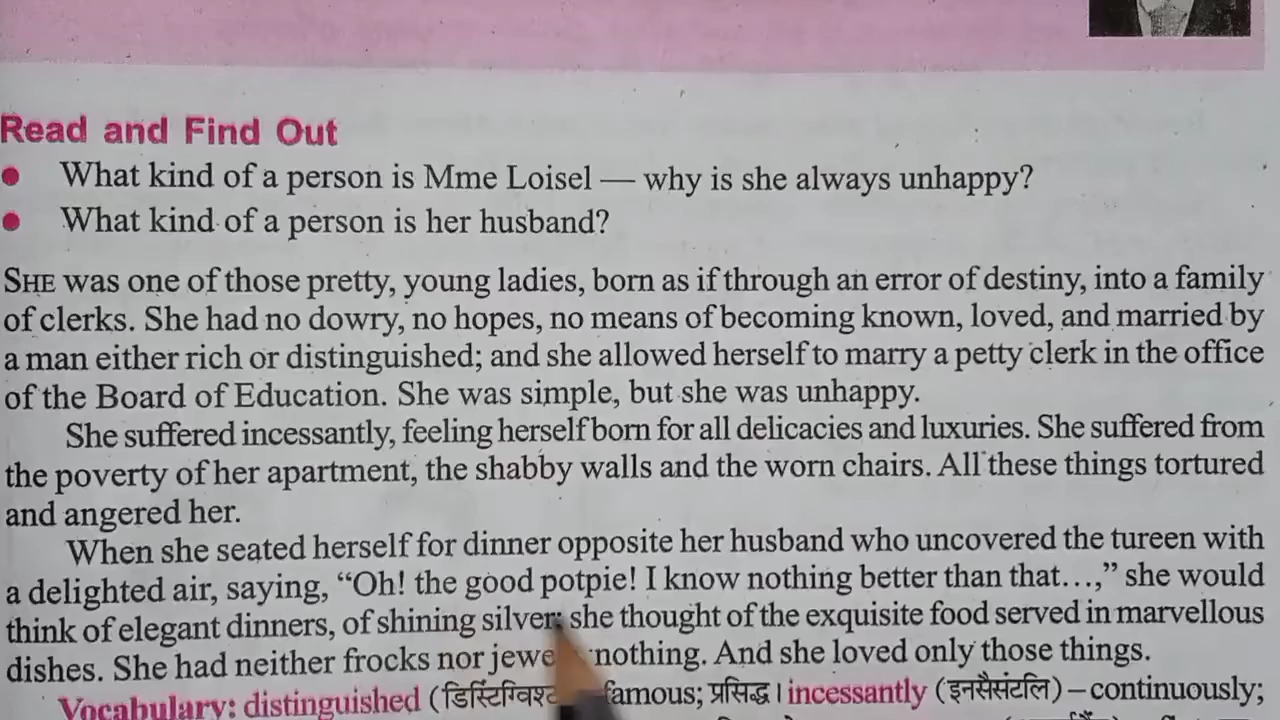 Read and Find Out
• What kind of a person is Mme Loisel — why is she always unhappy?
• What kind of a person is her husband?
SHE was one of those pretty, young ladies, born as if through an error of destiny, into a family
of clerks. She had no dowry, no hopes, no means of becoming known, loved, and married by
a man either rich or distinguished; and she allowed herself to marry a petty clerk in the office
of the Board of Education. She was simple, but she was unhappy.
She suffered incessantly, feeling herself born for all delicacies and luxuries. She suffered from
the poverty of her apartment, the shabby walls and the worn chairs. All these things tortured
and angered her.
When she seated herself for dinner opposite her husband who uncovered the tureen with
a delighted air, saying, “Oh! the good potpie! I know nothing better than that…,” she would
think of elegant dinners, of shining silver; she thought of the exquisite food served in marvellous
dishes. She had neither frocks nor nothing. And she loved only those things.
Vocabulary: distinguished famous; प्रसिद्ध। incessantly (इनसैसंटलि) – continuously;